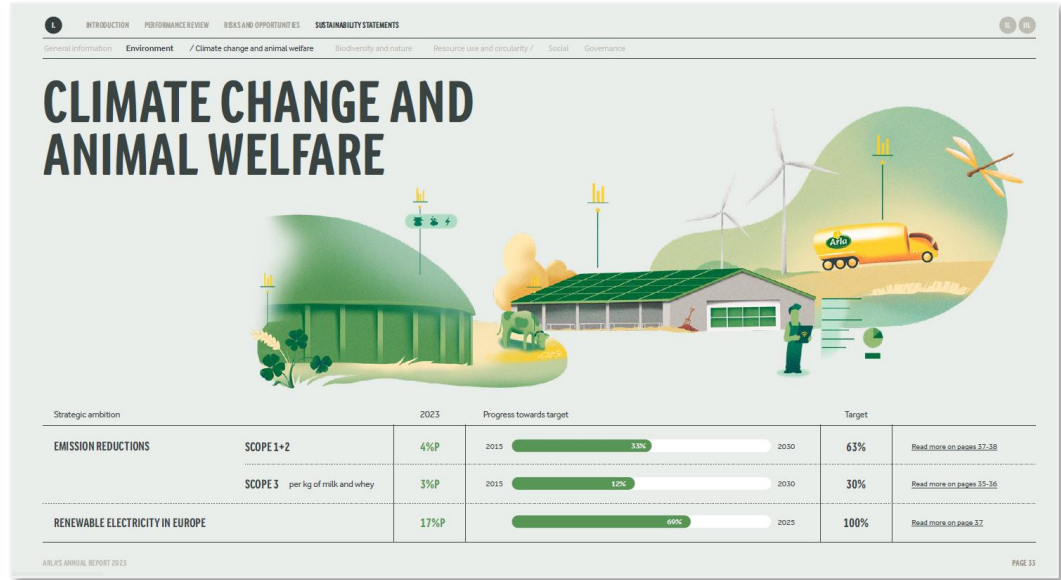 I. INTRODUCTION PERFORMANCE REVIEW RISKS AND OPPORTUNITIES SUSTAINABILITY STATEMENTS II. III.
General information Environment / Climate change and animal welfare Biodiversity and nature Resource use and circularity / Social Governance
CLIMATE CHANGE AND
ANIMAL WELFARE
Arla
Strategic ambition 2023 Progress towards target Target
EMISSION REDUCTIONS SCOPE 1+2 4%P 2015 33% 2030 63% Read more on pages 37-38
SCOPE 3 per kg of milk and whey 3%P 2015 12% 2030 30% Read more on pages 35-36
RENEWABLE ELECTRICITY IN EUROPE 17%P 69% 2025 100% Read more on page 37
ARLA'S ANNUAL REPORT 2023 PAGE 33